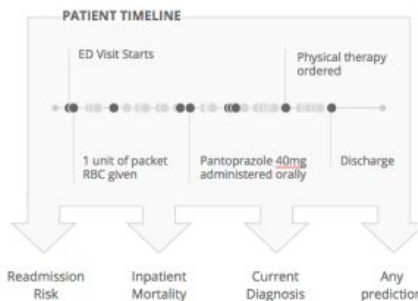 PATIENT TIMELINE
ED Visit Starts
Physical therapy
ordered
1 unit of packet
RBC given
Pantoprazole 40mg
administered orally
Discharge
Readmission
Risk
Inpatient
Mortality
Current
Diagnosis
Any
prediction